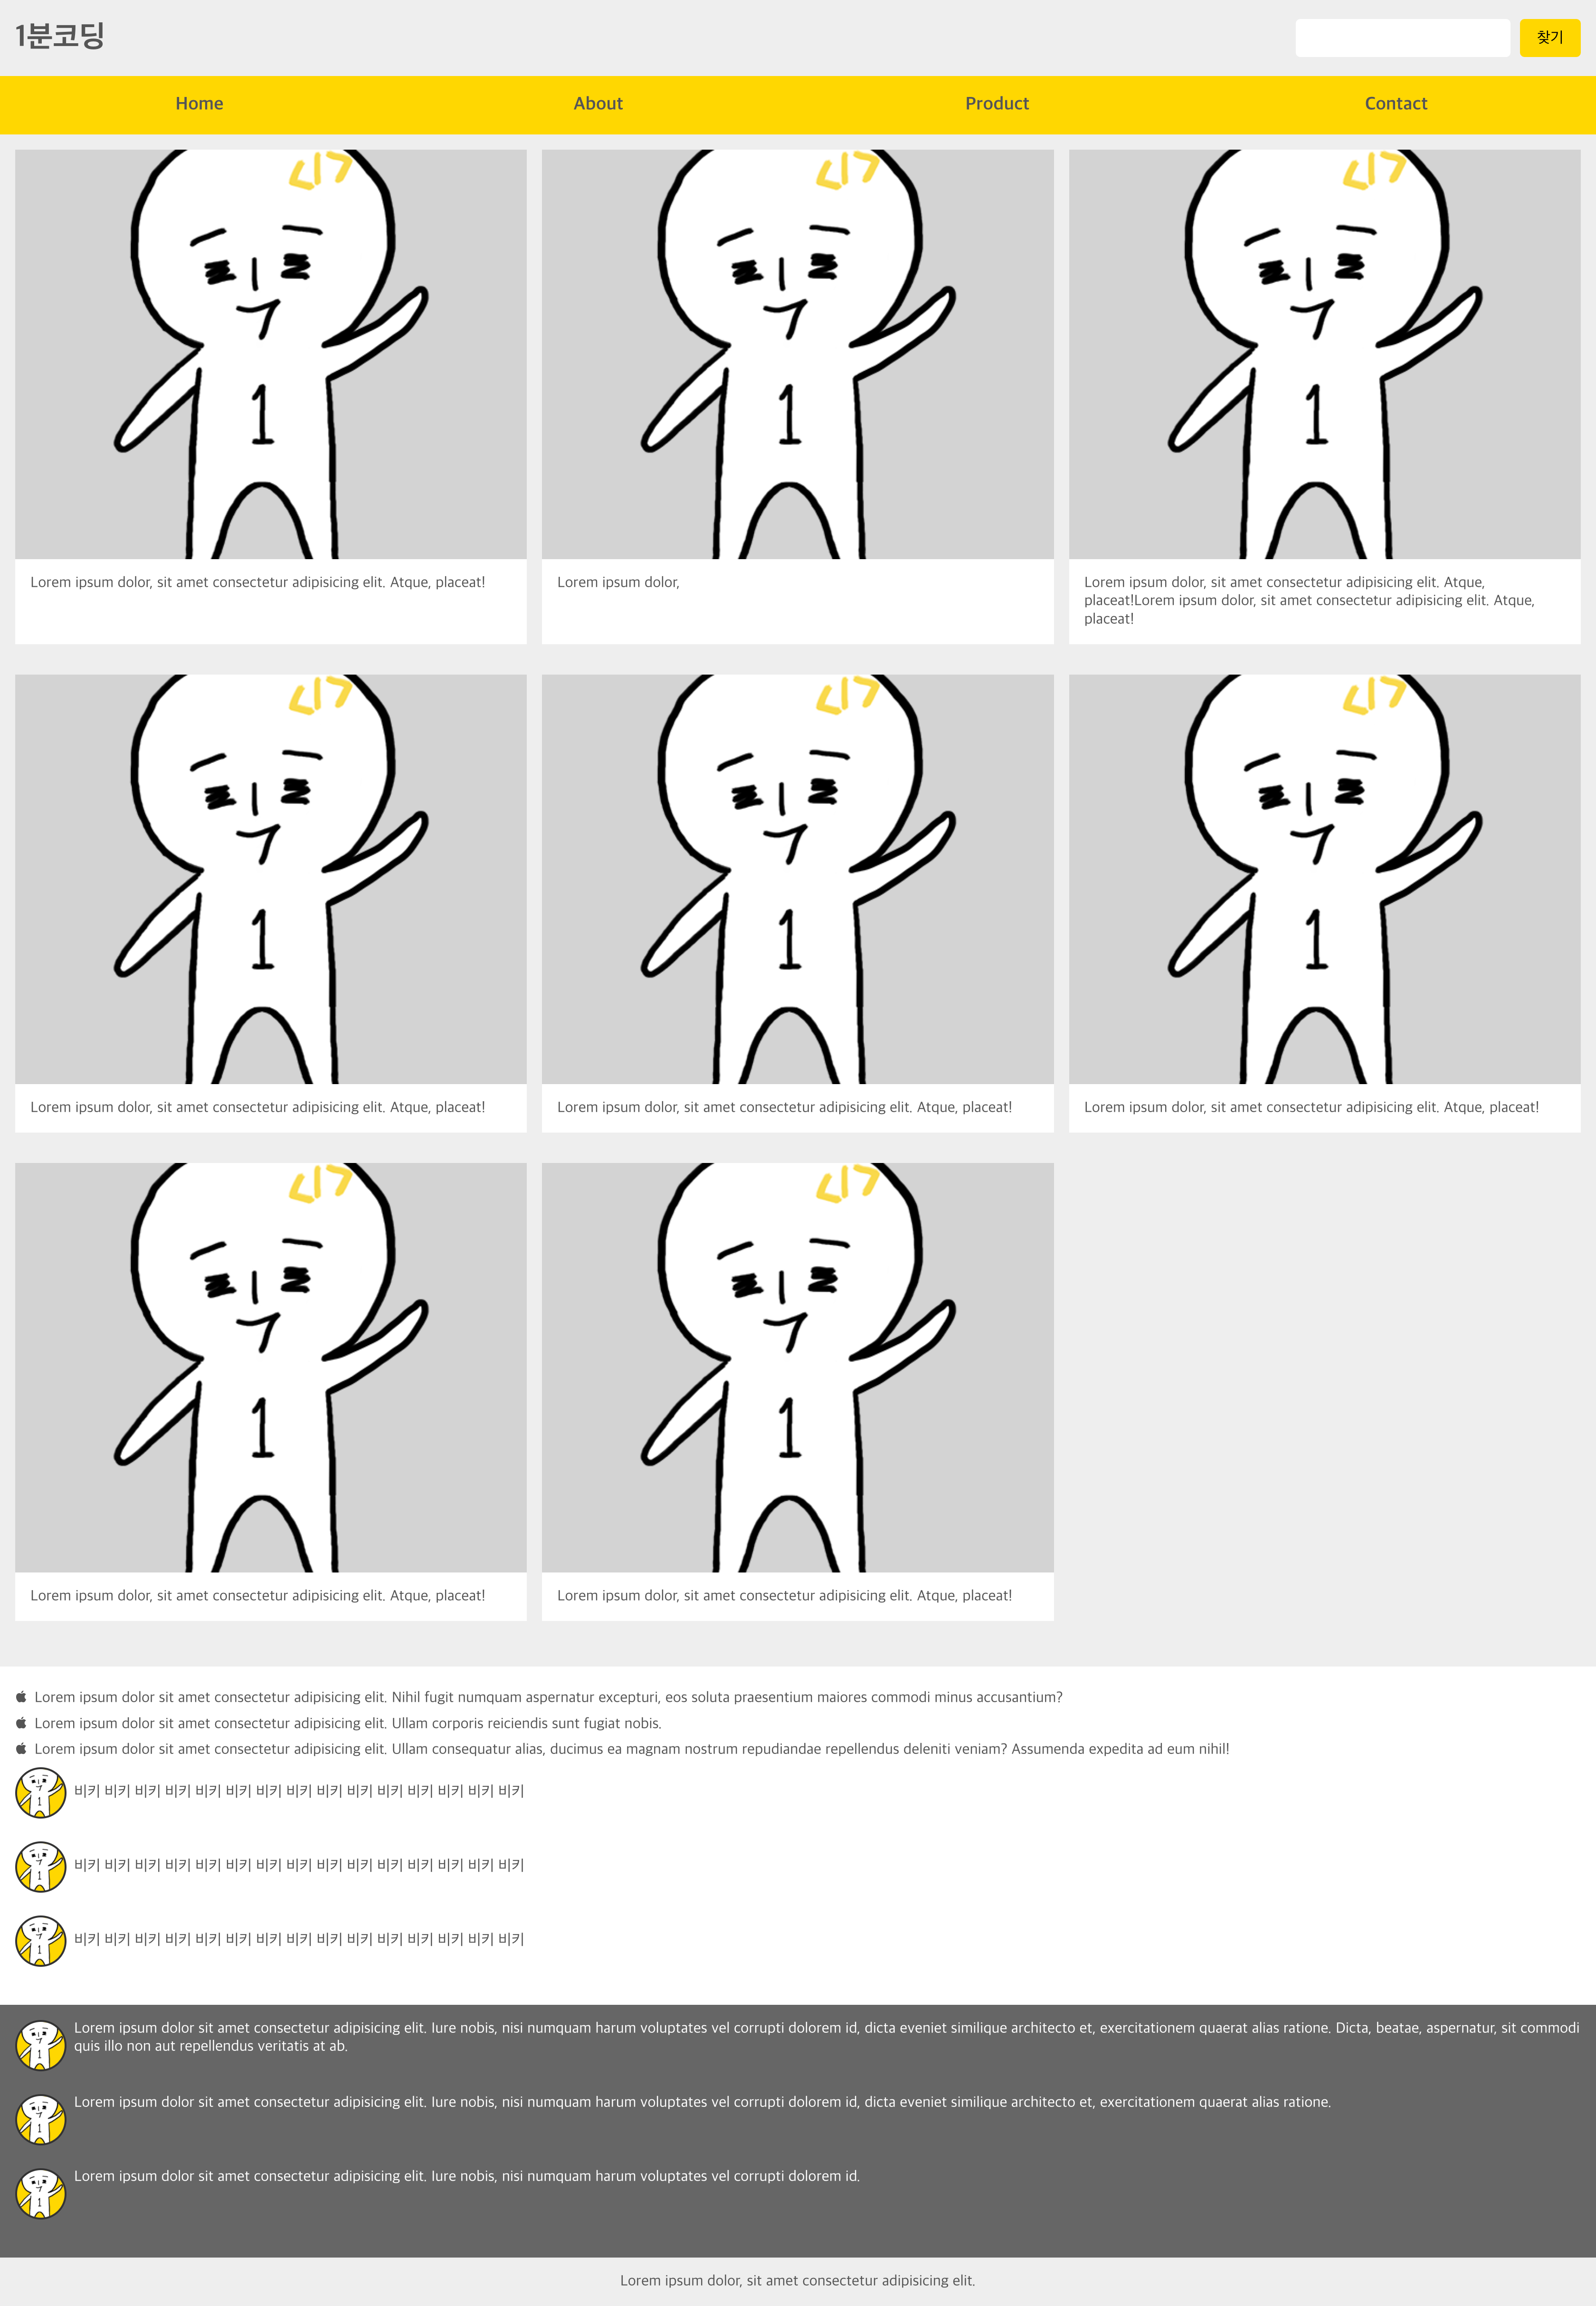 1분코딩
찾기
Home
About
Product
Contact
1
1
1
Lorem ipsum dolor, sit amet consectetur adipisicing elit. Atque, placeat!
Lorem ipsum dolor,
Lorem ipsum dolor, sit amet consectetur adipisicing elit. Atque,
placeat!Lorem ipsum dolor, sit amet consectetur adipisicing elit. Atque,
placeat!
1
1
1
Lorem ipsum dolor, sit amet consectetur adipisicing elit. Atque, placeat!
Lorem ipsum dolor, sit amet consectetur adipisicing elit. Atque, placeat!
Lorem ipsum dolor, sit amet consectetur adipisicing elit. Atque, placeat!
1
1
Lorem ipsum dolor, sit amet consectetur adipisicing elit. Atque, placeat!
Lorem ipsum dolor, sit amet consectetur adipisicing elit. Atque, placeat!
Lorem ipsum dolor sit amet consectetur adipisicing elit. Nihil fugit numquam aspernatur excepturi, eos soluta praesentium maiores commodi minus accusantium?
Lorem ipsum dolor sit amet consectetur adipisicing elit. Ullam corporis reiciendis sunt fugiat nobis.
Lorem ipsum dolor sit amet consectetur adipisicing elit. Ullam consequatur alias, ducimus ea magnam nostrum repudiandae repellendus deleniti veniam? Assumenda expedita ad eum nihil!
1
비키 비키 비키 비키 비키 비키 비키 비키 비키 비키 비키 비키 비키 비키 비키
1
비키 비키 비키 비키 비키 비키 비키 비키 비키 비키 비키 비키 비키 비키 비키
1
비키 비키 비키 비키 비키 비키 비키 비키 비키 비키 비키 비키 비키 비키 비키
1
Lorem ipsum dolor sit amet consectetur adipisicing elit. Iure nobis, nisi numquam harum voluptates vel corrupti dolorem id, dicta eveniet similique architecto et, exercitationem quaerat alias ratione. Dicta, beatae, aspernatur, sit commodi
quis illo non aut repellendus veritatis at ab.
1
Lorem ipsum dolor sit amet consectetur adipisicing elit. Iure nobis, nisi numquam harum voluptates vel corrupti dolorem id, dicta eveniet similique architecto et, exercitationem quaerat alias ratione.
1
Lorem ipsum dolor sit amet consectetur adipisicing elit. Iure nobis, nisi numquam harum voluptates vel corrupti dolorem id.
Lorem ipsum dolor, sit amet consectetur adipisicing elit.